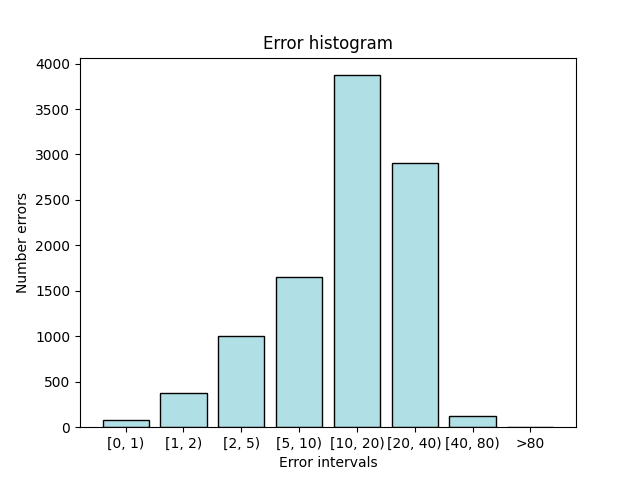 Error histogram
4000
3500
3000
2500
2000
1500
1000
500
0
Number errors
[0, 1) [1, 2) [2, 5) [5, 10) [10, 20) [20, 40) [40, 80) >80
Error intervals